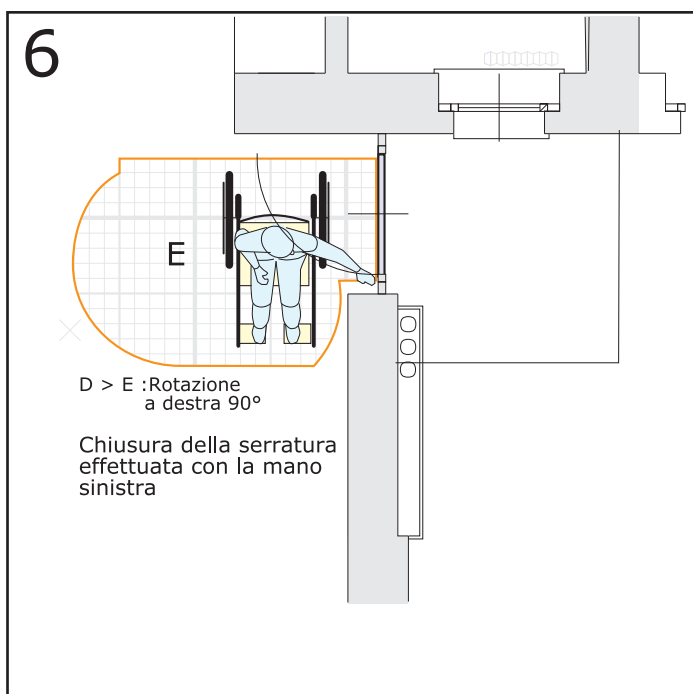 6
E
D > E :Rotazione
a destra 90°
Chiusura della serratura
effettuata con la mano
sinistra